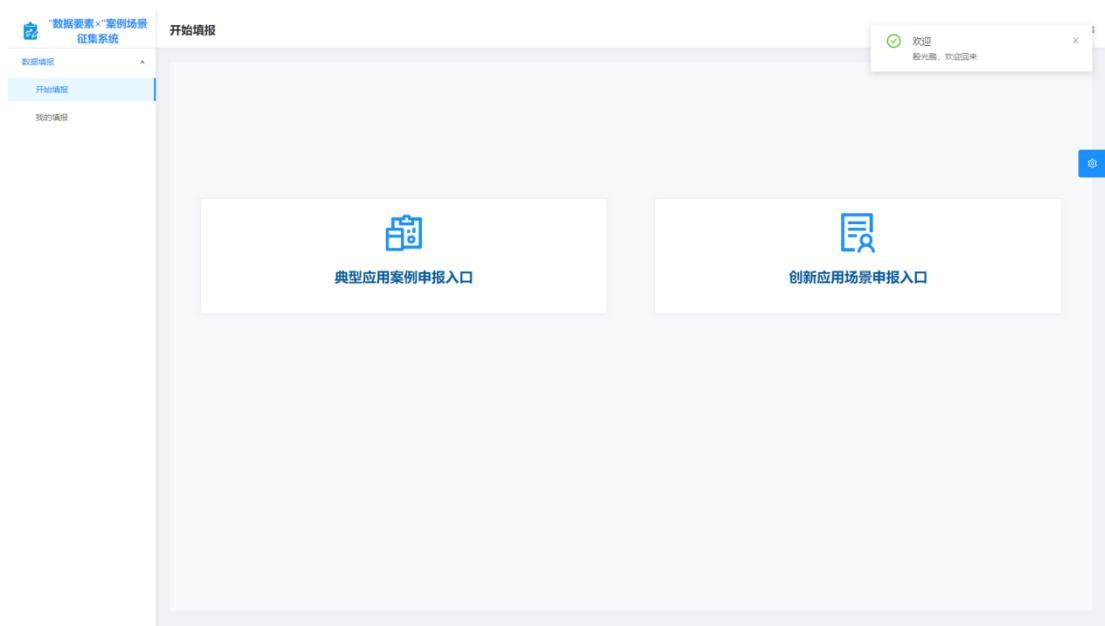 "数据要素×"案例场景
征集系统
开始填报
欢迎
殷光鹏，欢迎回来
数据填报
开始填报
我的填报
典型应用案例申报入口
创新应用场景申报入口